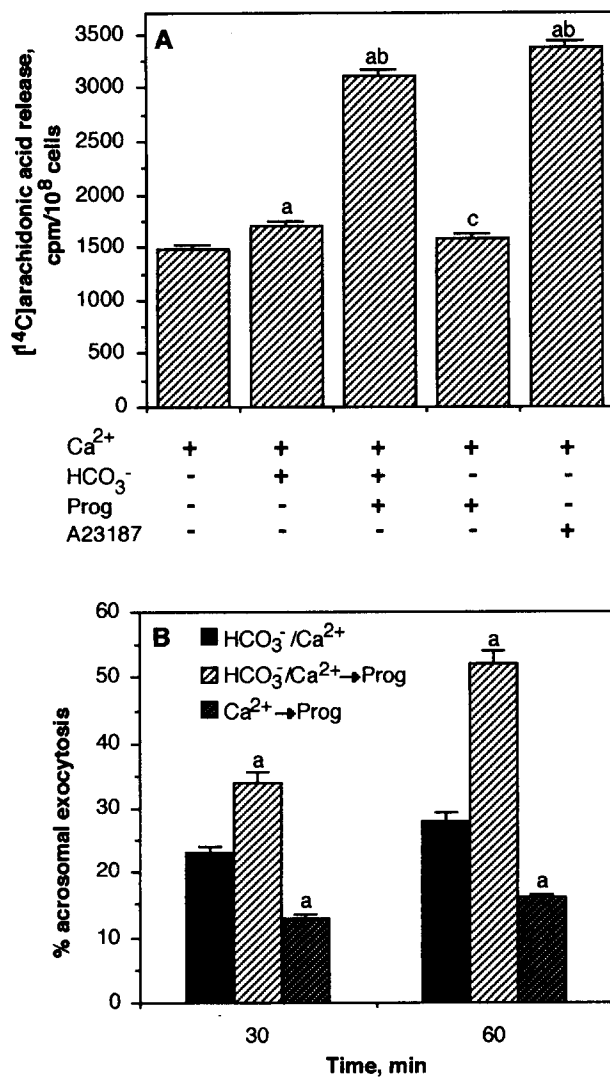 A
[14C]arachidonic acid release,
cpm/10^8 cells
3500
3000
2500
2000
1500
1000
500
0
a
ab
c
ab
Ca2+ + + + + +
HCO3- - + + - -
Prog - - + + -
A23187 - - - - +
B
HCO3-/Ca2+
HCO3-/Ca2+→Prog
Ca2+→Prog
% acrosomal exocytosis
60
50
40
30
20
10
0
a
a
a
a
30 60
Time, min